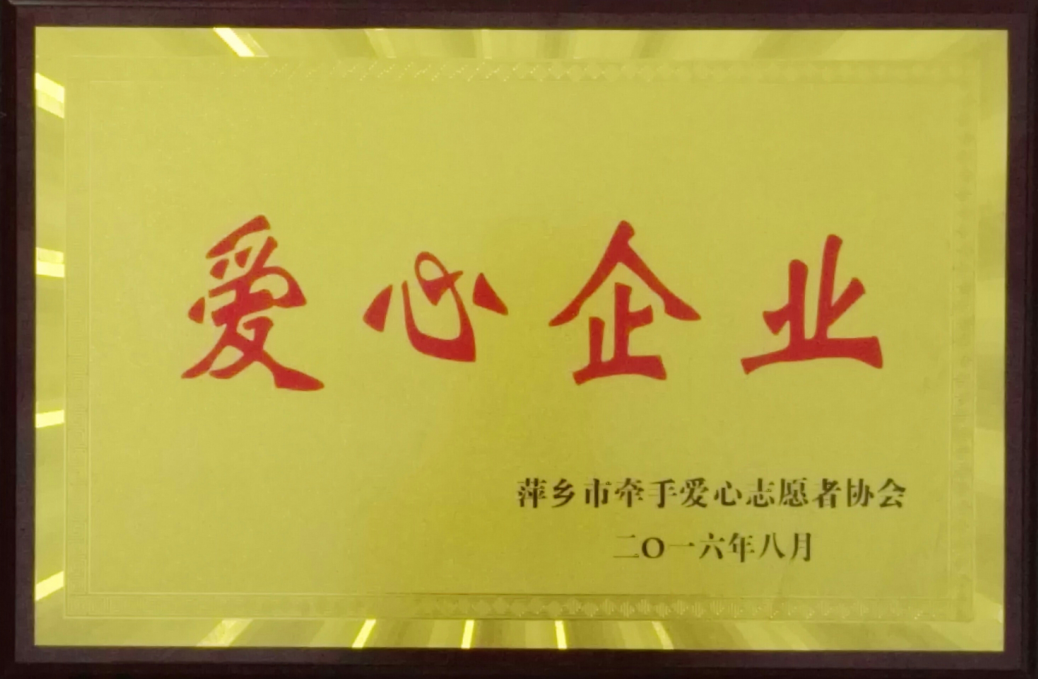 爱心企业
萍乡市牵手爱心志愿者协会
二O一六年八月